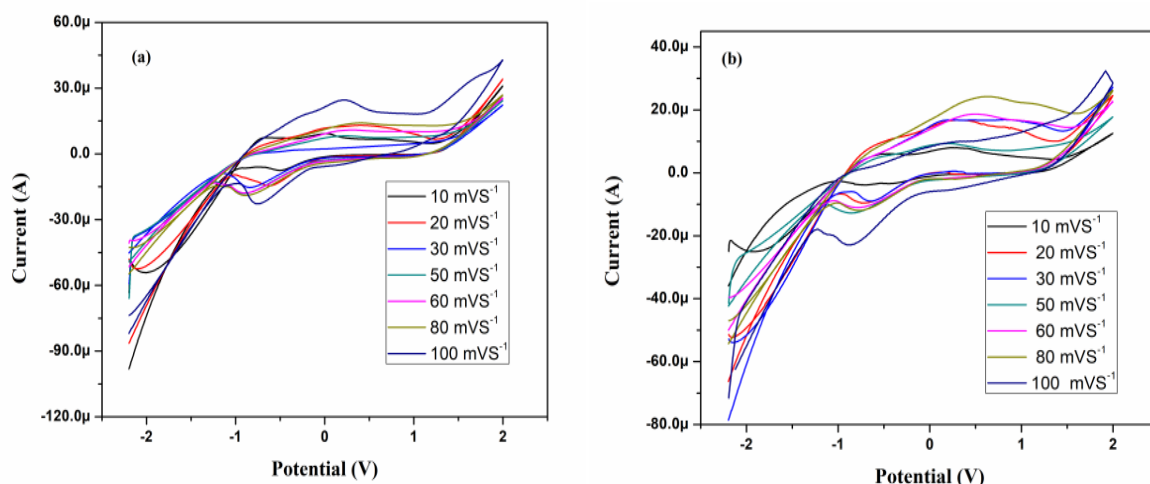 (a)
60.0µ
30.0µ
0.0
-30.0µ
-60.0µ
-90.0µ
-120.0µ
Current (A)
10 mVS⁻¹
20 mVS⁻¹
30 mVS⁻¹
50 mVS⁻¹
60 mVS⁻¹
80 mVS⁻¹
100 mVS⁻¹
-2
-1
0
1
2
Potential (V)
(b)
40.0µ
20.0µ
0.0
-20.0µ
-40.0µ
-60.0µ
-80.0µ
Current (A)
10 mVS⁻¹
20 mVS⁻¹
30 mVS⁻¹
50 mVS⁻¹
60 mVS⁻¹
80 mVS⁻¹
100 mVS⁻¹
-2
-1
0
1
2
Potential (V)